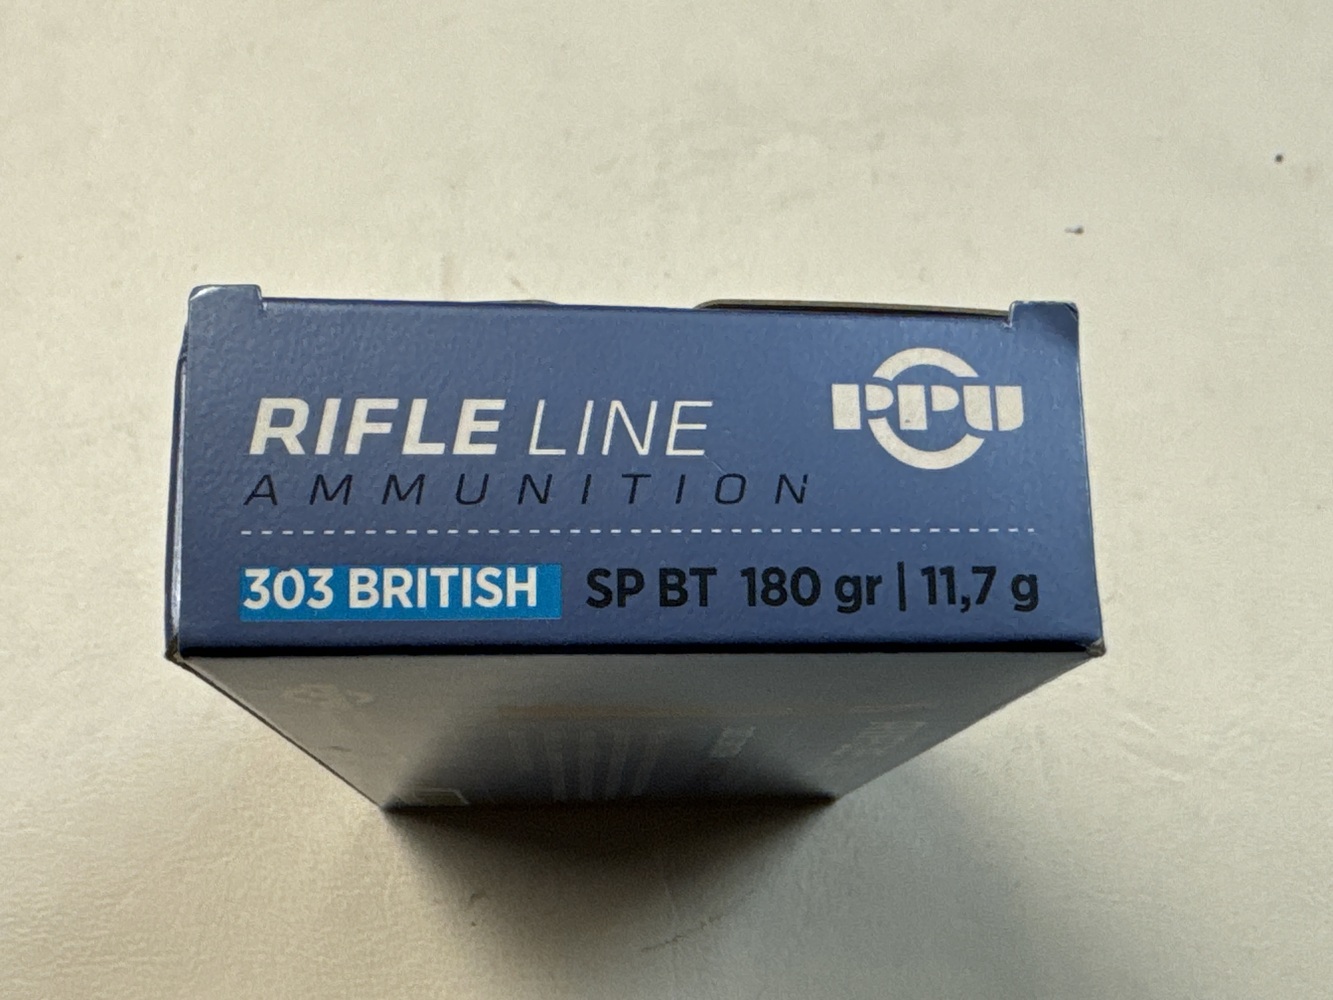 RIFLE LINE
AMMUNITION
PPU
303 BRITISH SP BT 180 gr | 11,7 g